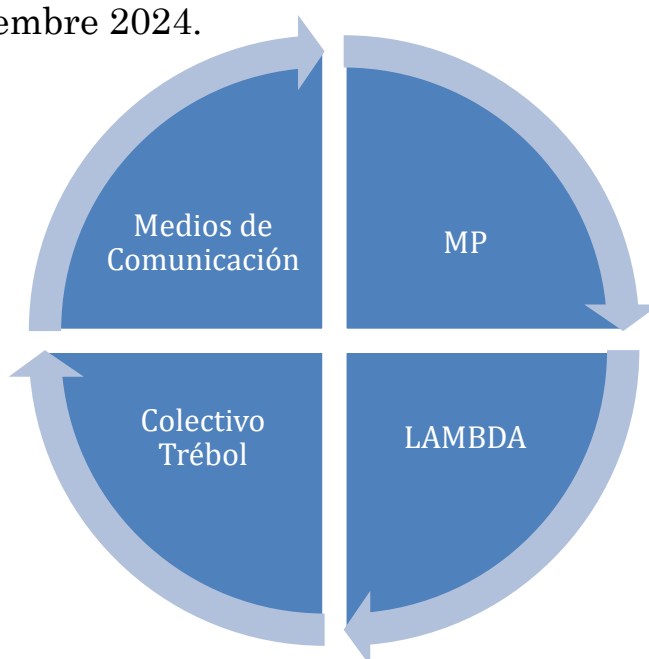 embre 2024.
Medios de
Comunicación
MP
Colectivo
Trébol
LAMBDA